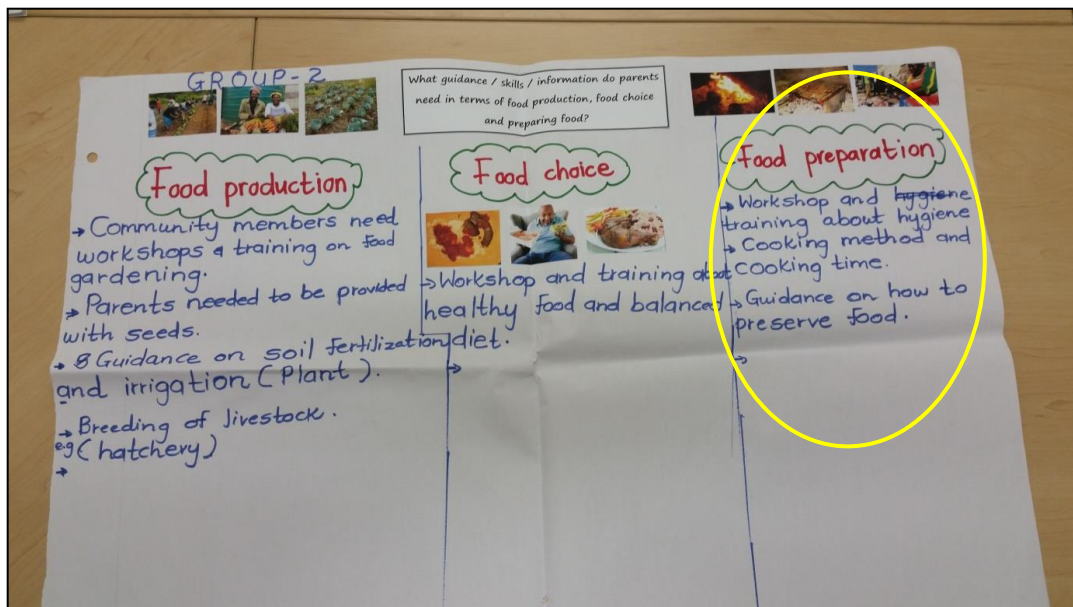 GROUP-2
What guidance / skills / information do parents
need in terms of food production, food choice
and preparing food?
Food production
→ Community members need
workshops & training on food
gardening.
→ Parents needed to be provided
with seeds.
→ Guidance on soil fertilization
and irrigation (Plant).
→ Breeding of livestock.
e.g (hatchery)
→
Food choice
→ Workshop and training about
healthy food and balanced
diet.
→
Food preparation
→ Workshop and hygiene
training about hygiene
→ Cooking method and
cooking time.
→ Guidance on how to
preserve food.
→